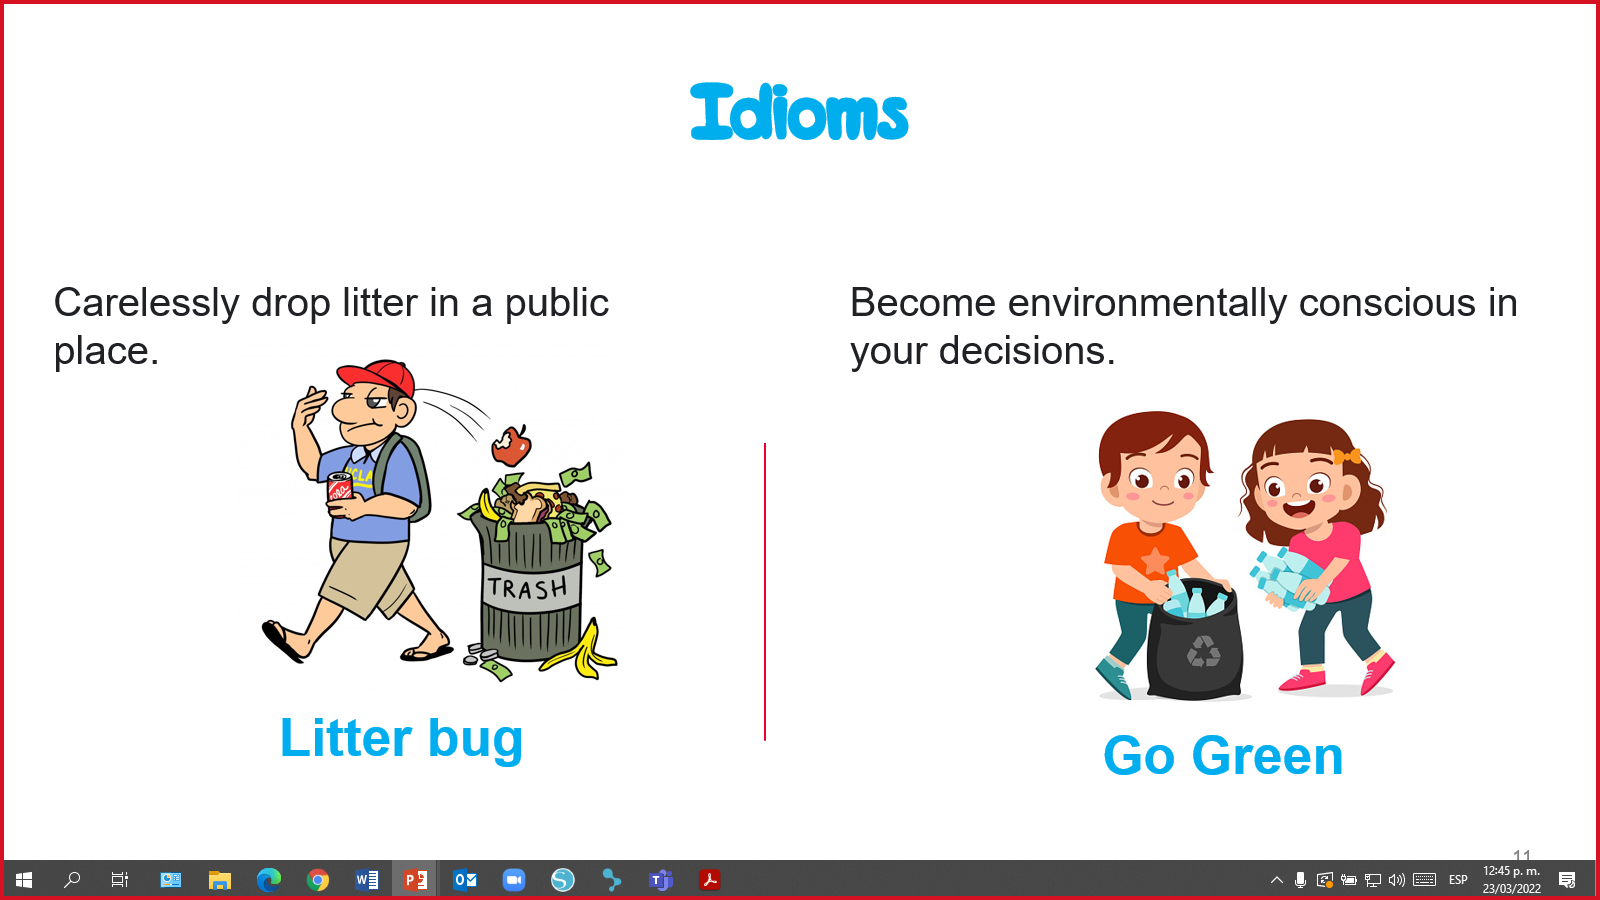 Idioms
Carelessly drop litter in a public
place.
Become environmentally conscious in
your decisions.
TRASH
Litter bug
Go Green
11
ESP
12:45 p. m.
23/03/2022